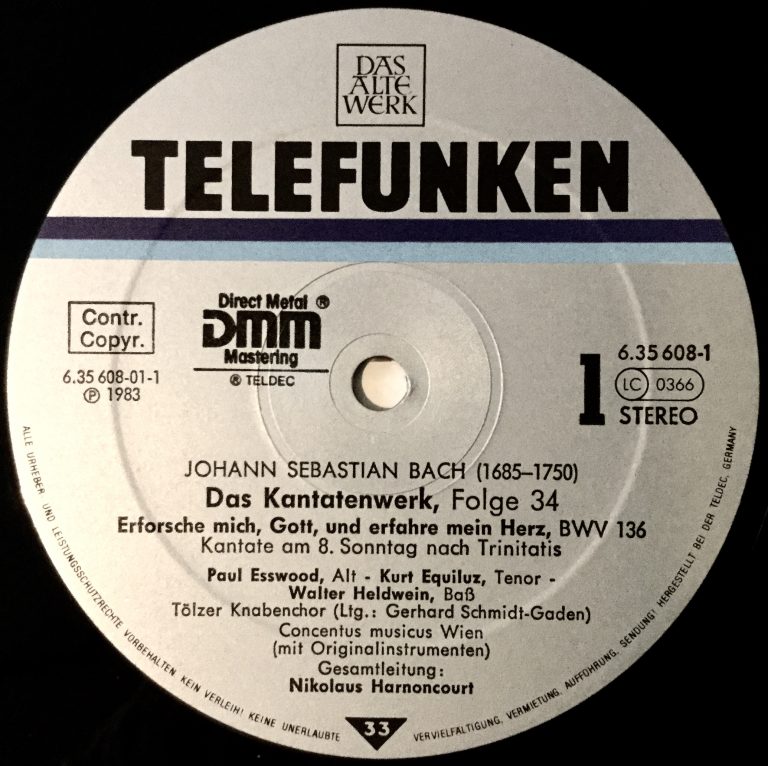 DAS
ALTE
WERK
TELEFUNKEN
Contr.
Copyr.
6.35 608-01-1
℗ 1983
Direct Metal ®
DMM
Mastering
® TELDEC
1
6.35 608-1
LC 0366
STEREO
JOHANN SEBASTIAN BACH (1685–1750)
Das Kantatenwerk, Folge 34
Erforsche mich, Gott, und erfahre mein Herz, BWV 136
Kantate am 8. Sonntag nach Trinitatis
Paul Esswood, Alt - Kurt Equiluz, Tenor -
Walter Heldwein, Baß
Tölzer Knabenchor (Ltg.: Gerhard Schmidt-Gaden)
Concentus musicus Wien
(mit Originalinstrumenten)
Gesamtleitung:
Nikolaus Harnoncourt
33
ALLE URHEBER UND LEISTUNGSSCHUTZRECHTE VORBEHALTEN KEIN VERLEIH! KEINE UNERLAUBTE VERVIELFÄLTIGUNG, VERMIETUNG, AUFFÜHRUNG, SENDUNG! HERGESTELLT BEI DER TELDEC, GERMANY